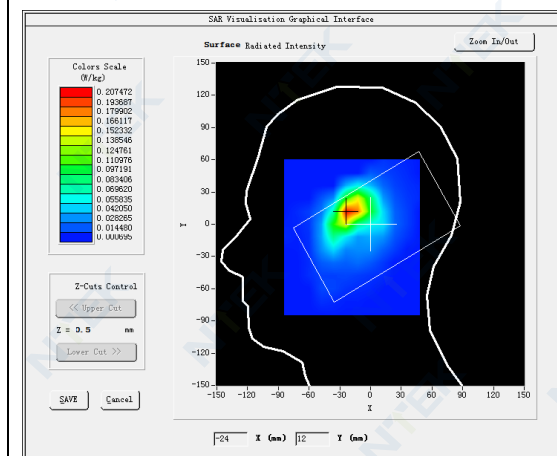 SAR Visualisation Graphical Interface
Surface Radiated Intensity
Zoom In/Out
Colors Scale
(W/kg)
0.207472
0.193687
0.179902
0.166117
0.152332
0.138546
0.124761
0.110976
0.097191
0.083406
0.069620
0.055835
0.042050
0.028265
0.014480
0.000695
150
120
90
60
30
0
-30
-60
-90
-120
-150
Y
-150 -120 -90 -60 -30 0 30 60 90 120 150
X
Z-Cuts Control
<< Upper Cut
Z = 0.5 mm
Lower Cut >>
SAVE
Cancel
-24 X (mm) 12 Y (mm)
NTEK